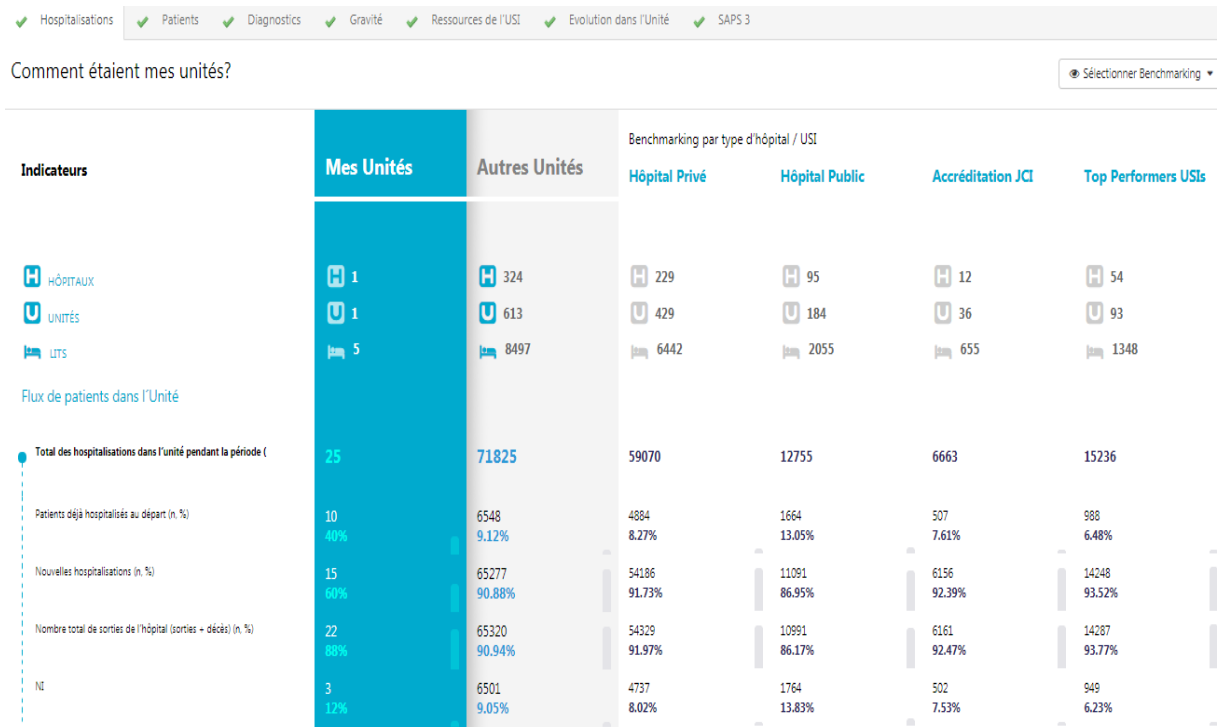 Hospitalisations Patients Diagnostics Gravité Ressources de l'USI Evolution dans l'Unité SAPS 3
Comment étaient mes unités?
Sélectionner Benchmarking
Benchmarking par type d'hôpital / USI
Indicateurs Mes Unités Autres Unités Hôpital Privé Hôpital Public Accréditation JCI Top Performers USIs
H HÔPITAUX H 1 H 324 H 229 H 95 H 12 H 54
U UNITÉS U 1 U 613 U 429 U 184 U 36 U 93
LITS 5 8497 6442 2055 655 1348
Flux de patients dans l´Unité
Total des hospitalisations dans l'unité pendant la période ( 25 71825 59070 12755 6663 15236
Patients déjà hospitalisés au départ (n, %) 10 6548 4884 1664 507 988
40% 9.12% 8.27% 13.05% 7.61% 6.48%
Nouvelles hospitalisations (n, %) 15 65277 54186 11091 6156 14248
60% 90.88% 91.73% 86.95% 92.39% 93.52%
Nombre total de sorties de l'hôpital (sorties + décès) (n, %) 22 65320 54329 10991 6161 14287
88% 90.94% 91.97% 86.17% 92.47% 93.77%
NI 3 6501 4737 1764 502 949
12% 9.05% 8.02% 13.83% 7.53% 6.23%